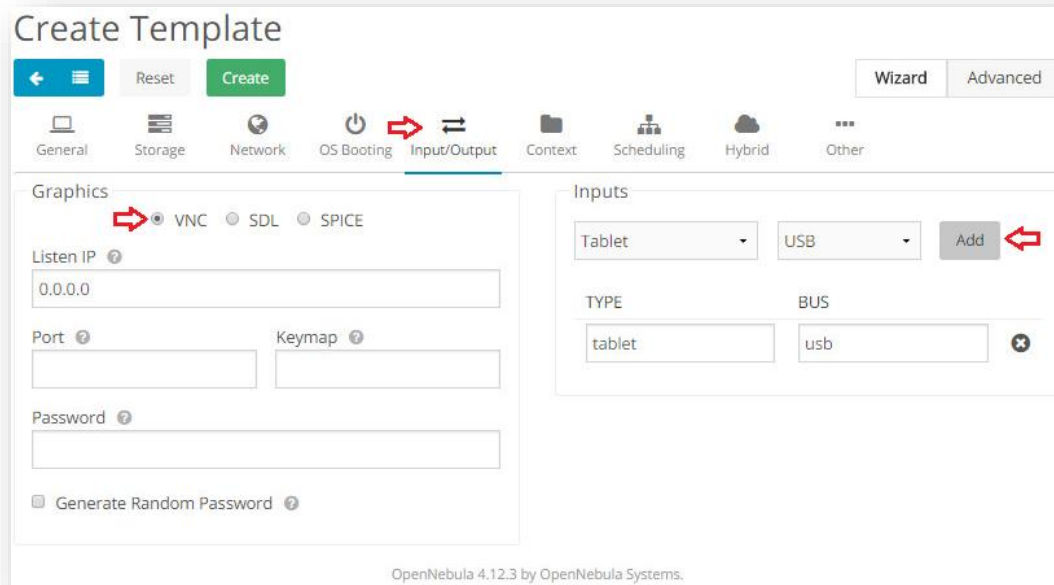 Create Template
Reset Create Wizard Advanced
General Storage Network OS Booting Input/Output Context Scheduling Hybrid Other
Graphics
VNC SDL SPICE
Listen IP
0.0.0.0
Port Keymap
Password
Generate Random Password
Inputs
Tablet USB Add
TYPE BUS
tablet usb
OpenNebula 4.12.3 by OpenNebula Systems.